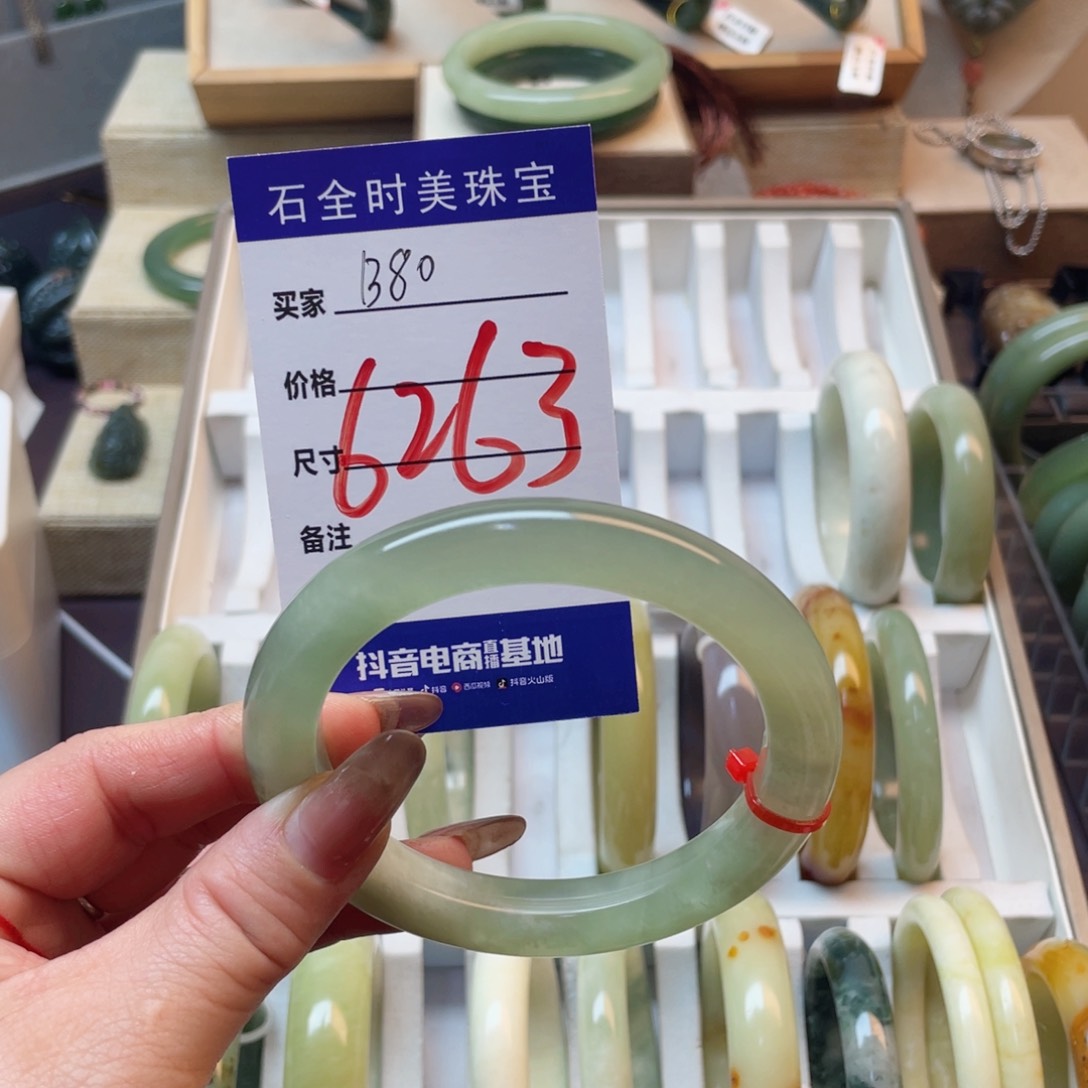 石全时美珠宝
买家 1380
价格
尺寸
6263
备注
抖音电商直播基地
抖音 西瓜视频 抖音火山版